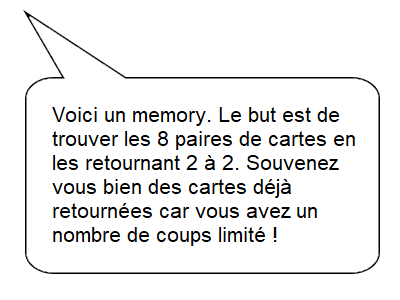 Voici un memory. Le but est de
trouver les 8 paires de cartes en
les retournant 2 à 2. Souvenez
vous bien des cartes déjà
retournées car vous avez un
nombre de coups limité !